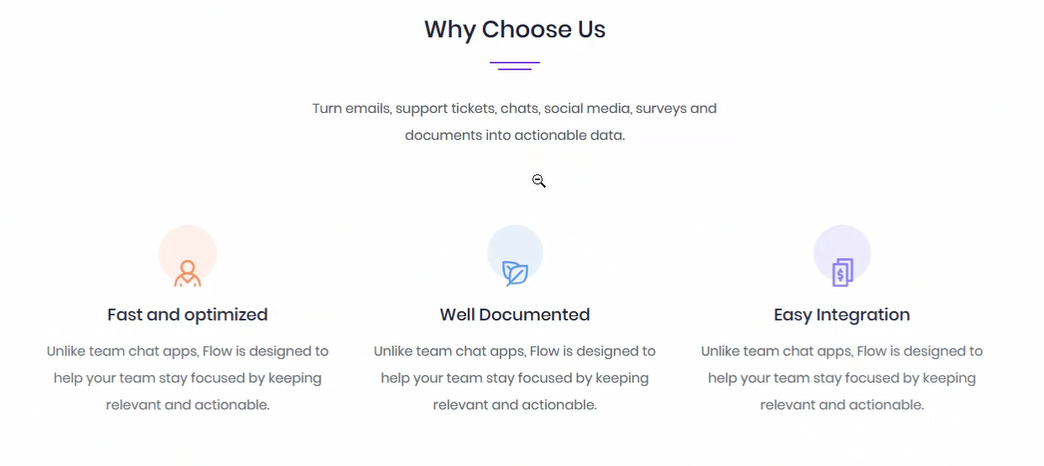 Why Choose Us
Turn emails, support tickets, chats, social media, surveys and
documents into actionable data.
Fast and optimized
Unlike team chat apps, Flow is designed to
help your team stay focused by keeping
relevant and actionable.
Well Documented
Unlike team chat apps, Flow is designed to
help your team stay focused by keeping
relevant and actionable.
Easy Integration
Unlike team chat apps, Flow is designed to
help your team stay focused by keeping
relevant and actionable.